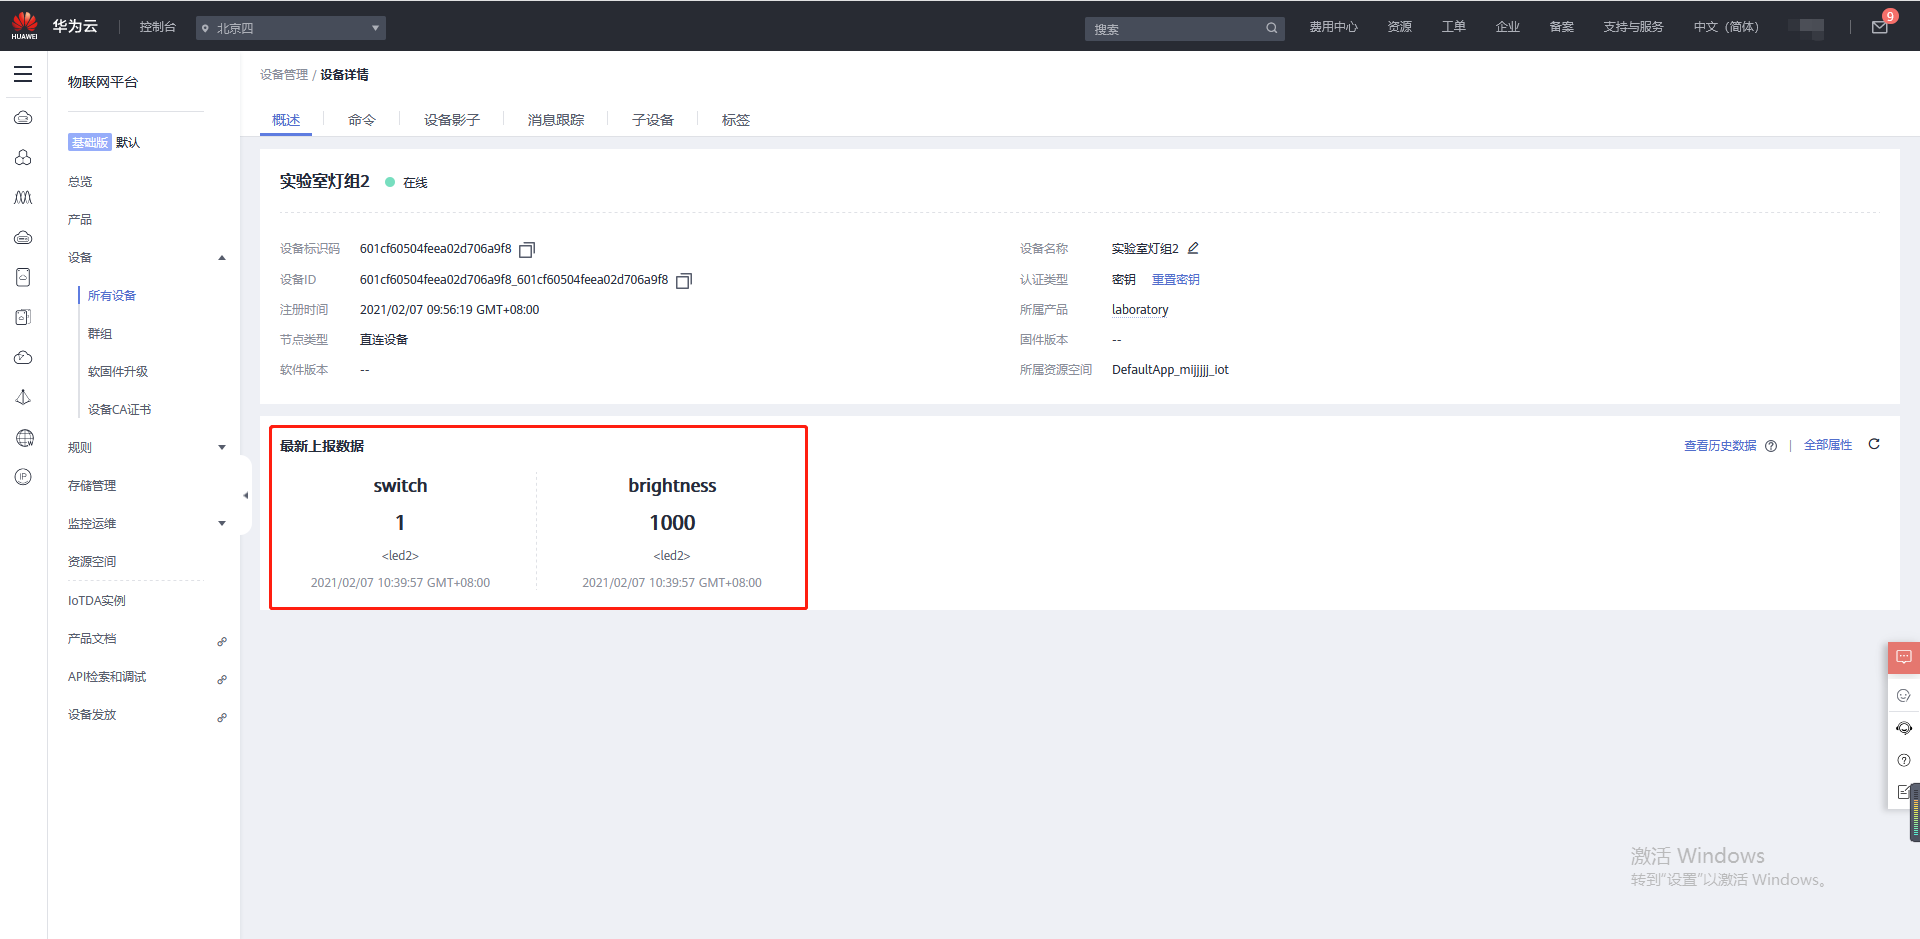 HUAWEI
华为云
控制台
北京四
搜索
费用中心
资源
工单
企业
备案
支持与服务
中文（简体）
9
物联网平台
基础版 默认
总览
产品
设备
所有设备
群组
软固件升级
设备CA证书
规则
存储管理
监控运维
资源空间
IoTDA实例
产品文档
API检索和调试
设备发放
设备管理 / 设备详情
概述
命令
设备影子
消息跟踪
子设备
标签
实验室灯组2 在线
设备标识码 601cf60504feea02d706a9f8
设备名称 实验室灯组2
设备ID 601cf60504feea02d706a9f8_601cf60504feea02d706a9f8
认证类型 密钥 重置密钥
注册时间 2021/02/07 09:56:19 GMT+08:00
所属产品 laboratory
节点类型 直连设备
固件版本 --
软件版本 --
所属资源空间 DefaultApp_mijjjjj_iot
最新上报数据
查看历史数据 | 全部属性
switch
1
<led2>
2021/02/07 10:39:57 GMT+08:00
brightness
1000
<led2>
2021/02/07 10:39:57 GMT+08:00
激活 Windows
转到“设置”以激活 Windows。